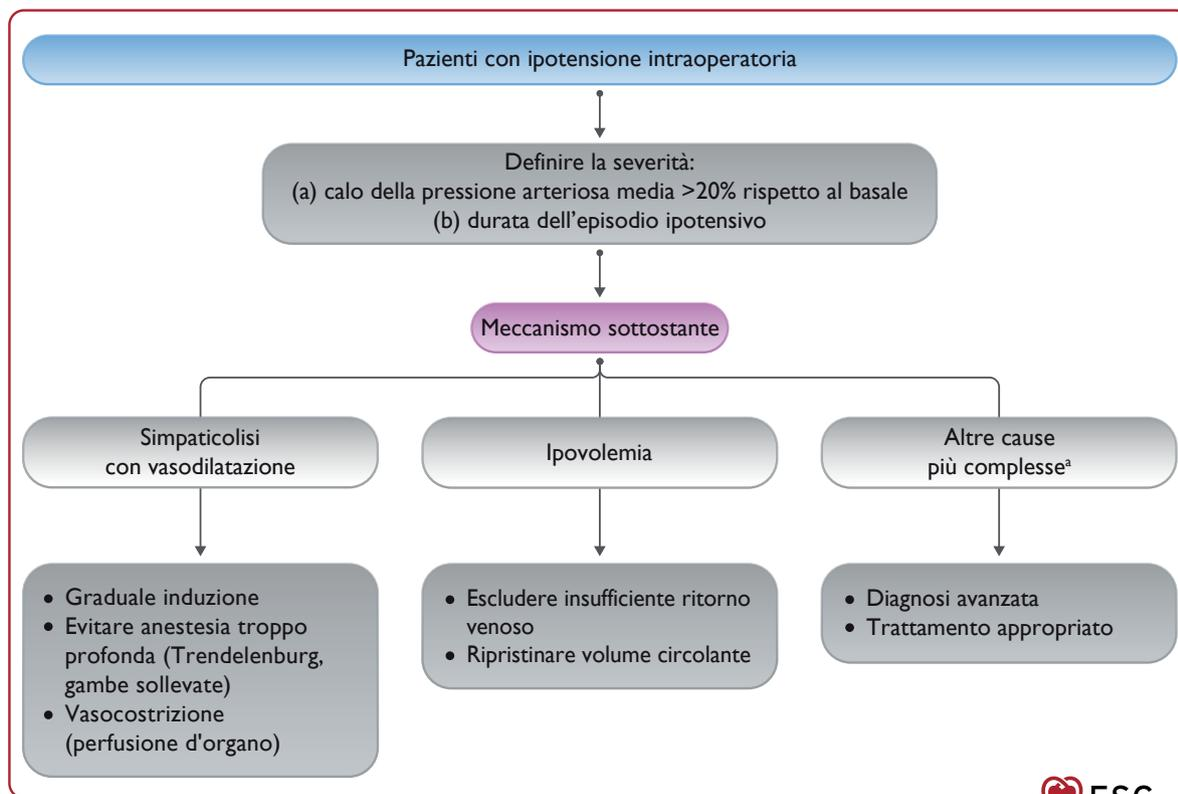 Pazienti con ipotensione intraoperatoria
Definire la severità:
(a) calo della pressione arteriosa media >20% rispetto al basale
(b) durata dell'episodio ipotensivo
Meccanismo sottostante
Simpaticolisi
con vasodilatazione
Ipovolemia
Altre cause
più complesseᵃ
• Graduale induzione
• Evitare anestesia troppo
profonda (Trendelenburg,
gambe sollevate)
• Vasocostrizione
(perfusione d'organo)
• Escludere insufficiente ritorno
venoso
• Ripristinare volume circolante
• Diagnosi avanzata
• Trattamento appropriato
ESC